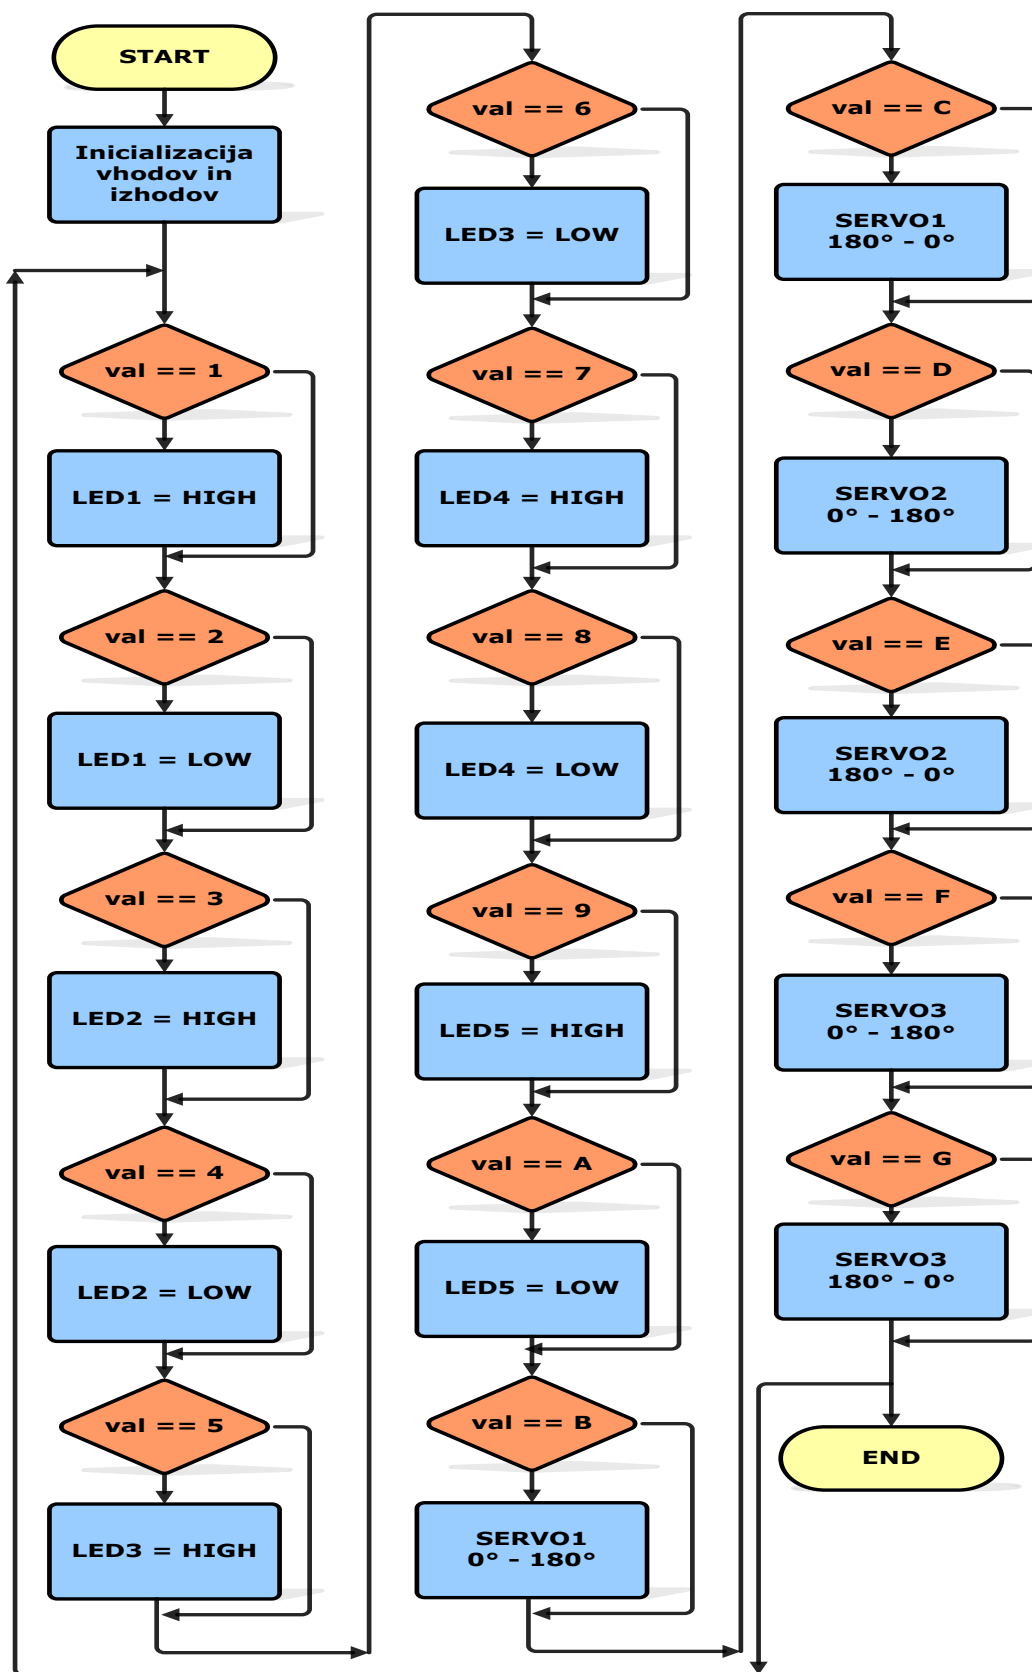 START
Inicializacija
vhodov in
izhodov
val == 1
LED1 = HIGH
val == 2
LED1 = LOW
val == 3
LED2 = HIGH
val == 4
LED2 = LOW
val == 5
LED3 = HIGH
val == 6
LED3 = LOW
val == 7
LED4 = HIGH
val == 8
LED4 = LOW
val == 9
LED5 = HIGH
val == A
LED5 = LOW
val == B
SERVO1
0° - 180°
val == C
SERVO1
180° - 0°
val == D
SERVO2
0° - 180°
val == E
SERVO2
180° - 0°
val == F
SERVO3
0° - 180°
val == G
SERVO3
180° - 0°
END